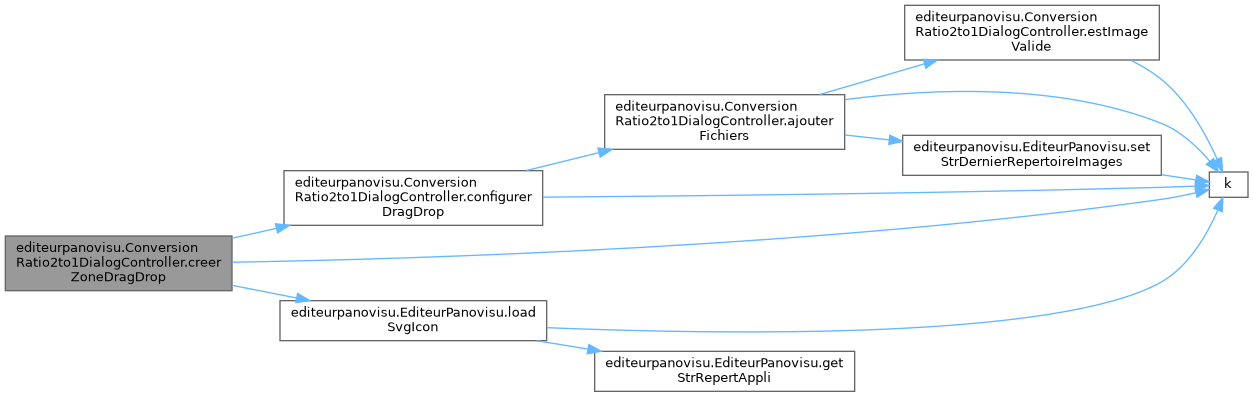 editeurpanovisu.Conversion
Ratio2to1DialogController.creer
ZoneDragDrop
editeurpanovisu.Conversion
Ratio2to1DialogController.configurer
DragDrop
editeurpanovisu.Conversion
Ratio2to1DialogController.ajouter
Fichiers
editeurpanovisu.Conversion
Ratio2to1DialogController.estImage
Valide
editeurpanovisu.EditeurPanovisu.set
StrDernierRepertoireImages
k
editeurpanovisu.EditeurPanovisu.load
SvgIcon
editeurpanovisu.EditeurPanovisu.get
StrRepertAppli